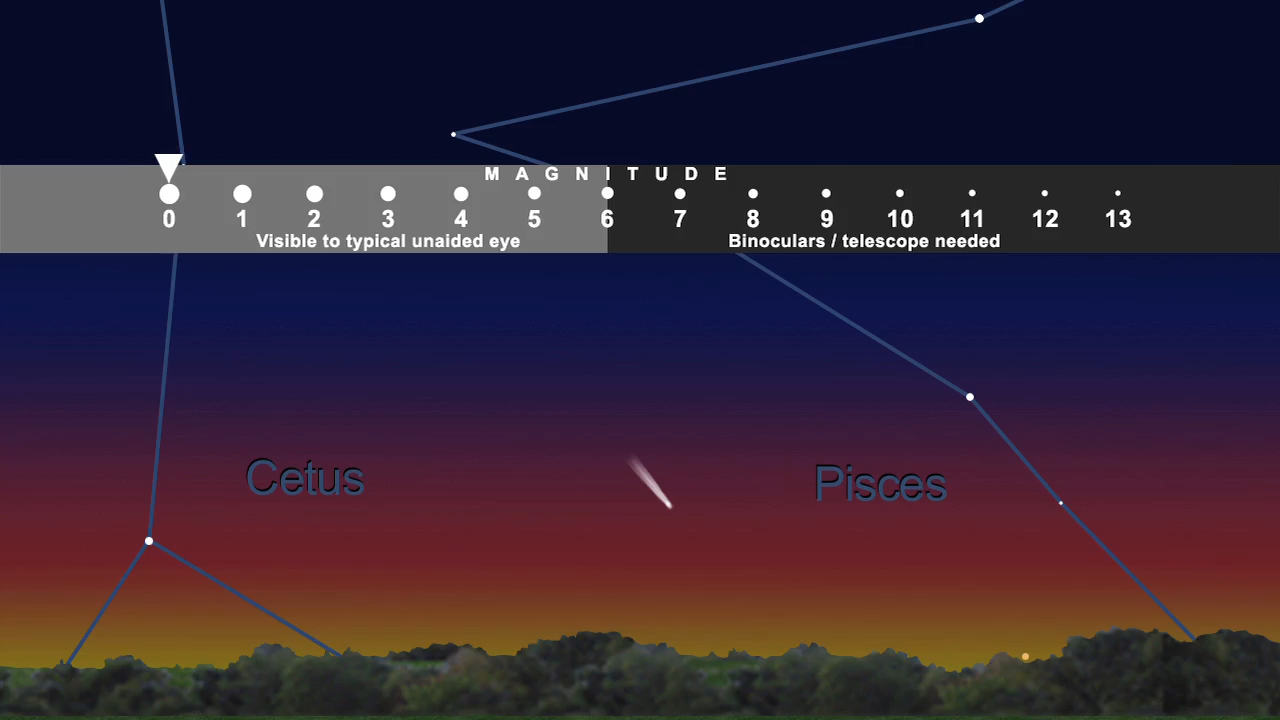 M A G N I T U D E
0 1 2 3 4 5 6 7 8 9 10 11 12 13
Visible to typical unaided eye Binoculars / telescope needed
Cetus Pisces